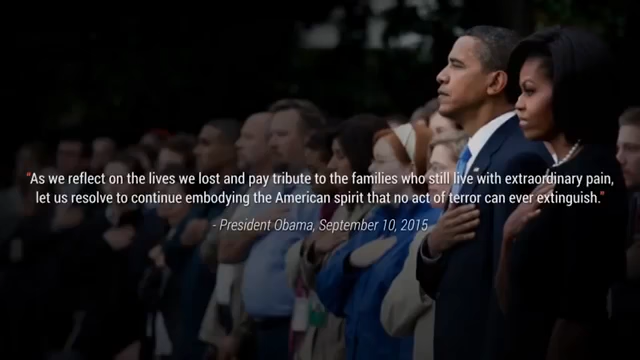 "As we reflect on the lives we lost and pay tribute to the families who still live with extraordinary pain,
let us resolve to continue embodying the American spirit that no act of terror can ever extinguish."
- President Obama, September 10, 2015